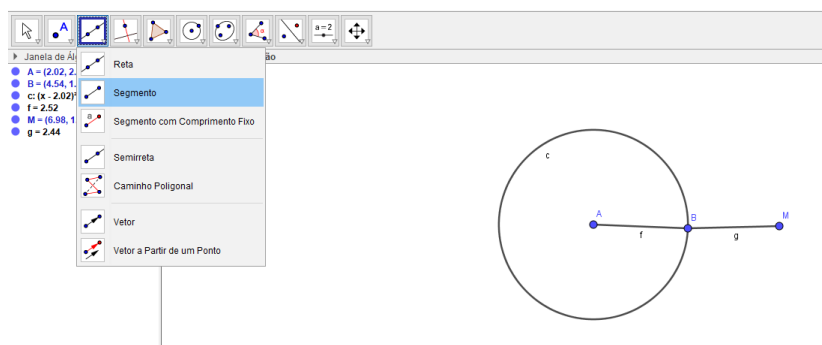 A
α
a = 2
Janela de Ál
ão
A = (2.02, 2.
B = (4.54, 1.
c: (x - 2.02)²
f = 2.52
M = (6.98, 1
g = 2.44
Reta
Segmento
a
Segmento com Comprimento Fixo
Semirreta
Caminho Poligonal
Vetor
Vetor a Partir de um Ponto
c
A
B
M
f
g